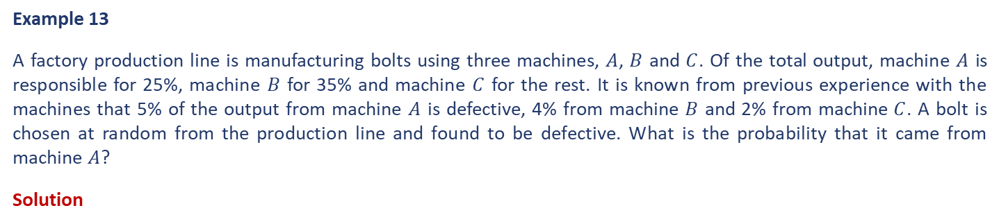 Example 13
A factory production line is manufacturing bolts using three machines, A, B and C. Of the total output, machine A is
responsible for 25%, machine B for 35% and machine C for the rest. It is known from previous experience with the
machines that 5% of the output from machine A is defective, 4% from machine B and 2% from machine C. A bolt is
chosen at random from the production line and found to be defective. What is the probability that it came from
machine A?
Solution